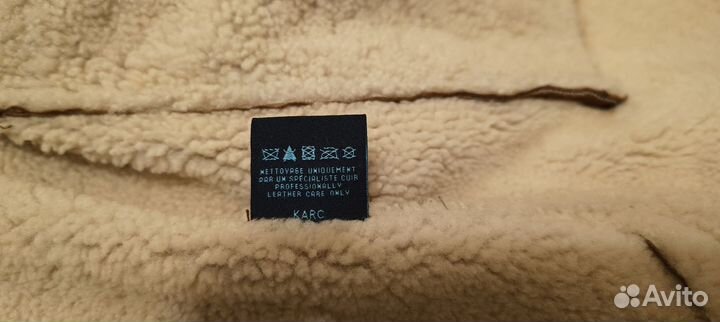 NETTOYAGE UNIQUEMENT
PAR UN SPECIALISTE CUIR
PROFESSIONALLY
LEATHER CARE ONLY
KARC
Avito